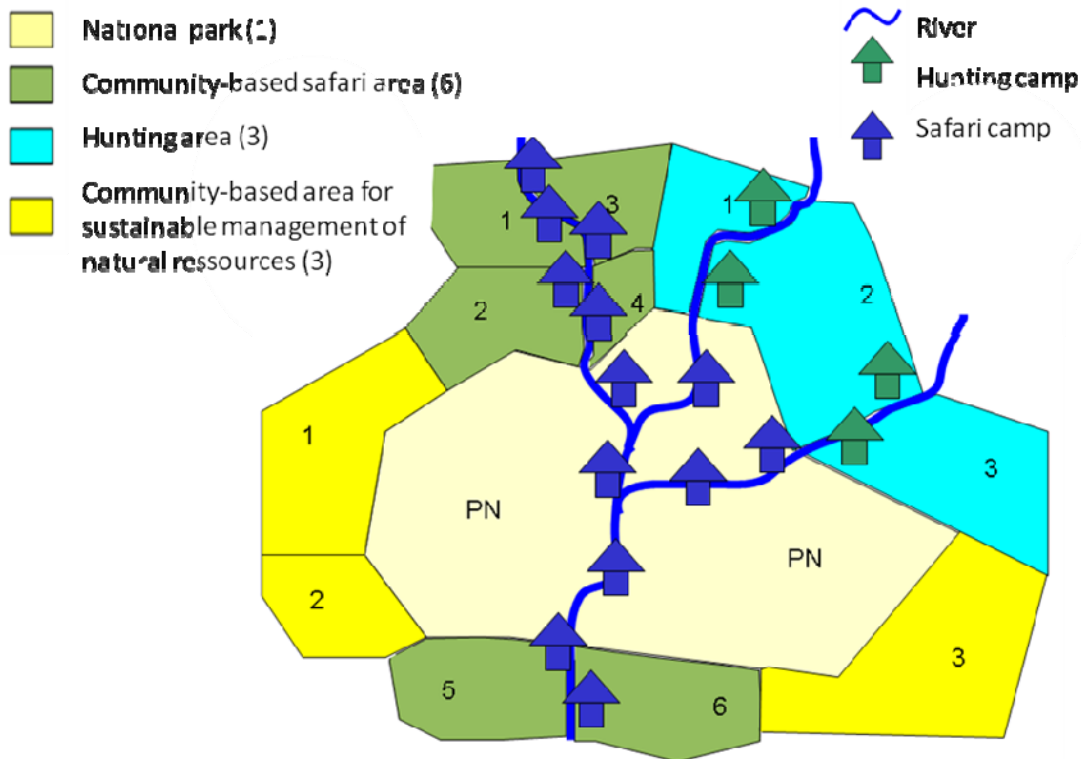 Nationa park (1)
Community-based safari area (6)
Hunting area (3)
Community-based area for
sustainable management of
natural ressources (3)
River
Hunting camp
Safari camp
1
3
1
2
4
2
1
3
PN
PN
2
3
5
6